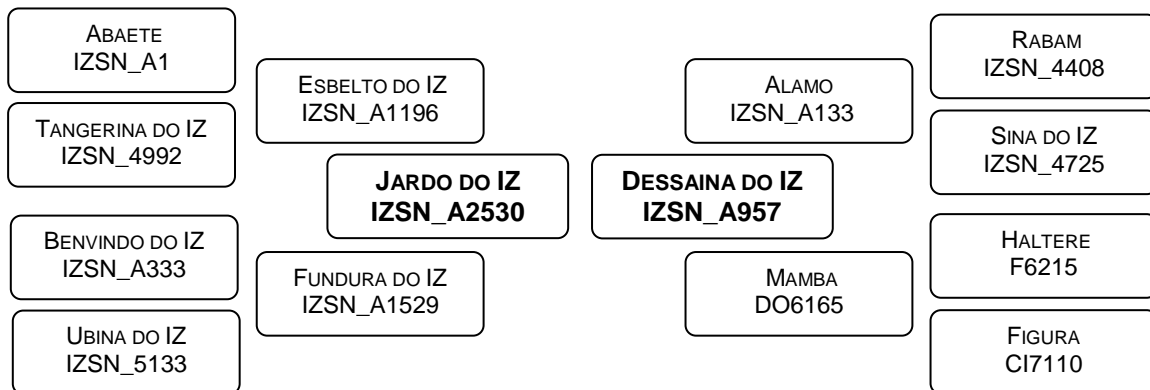 ABAETE
IZSN_A1
TANGERINA DO IZ
IZSN_4992
BENVINDO DO IZ
IZSN_A333
UBINA DO IZ
IZSN_5133
ESBELTO DO IZ
IZSN_A1196
FUNDURA DO IZ
IZSN_A1529
JARDO DO IZ
IZSN_A2530
DESSAINA DO IZ
IZSN_A957
ALAMO
IZSN_A133
MAMBA
DO6165
RABAM
IZSN_4408
SINA DO IZ
IZSN_4725
HALTERE
F6215
FIGURA
CI7110